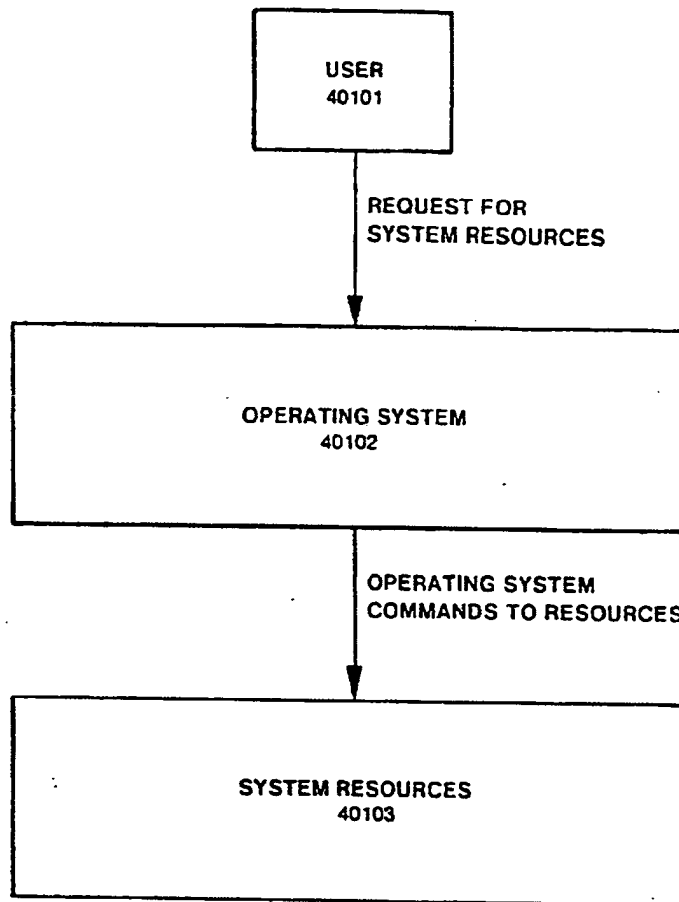 USER
40101
REQUEST FOR
SYSTEM RESOURCES
OPERATING SYSTEM
40102
OPERATING SYSTEM
COMMANDS TO RESOURCES
SYSTEM RESOURCES
40103